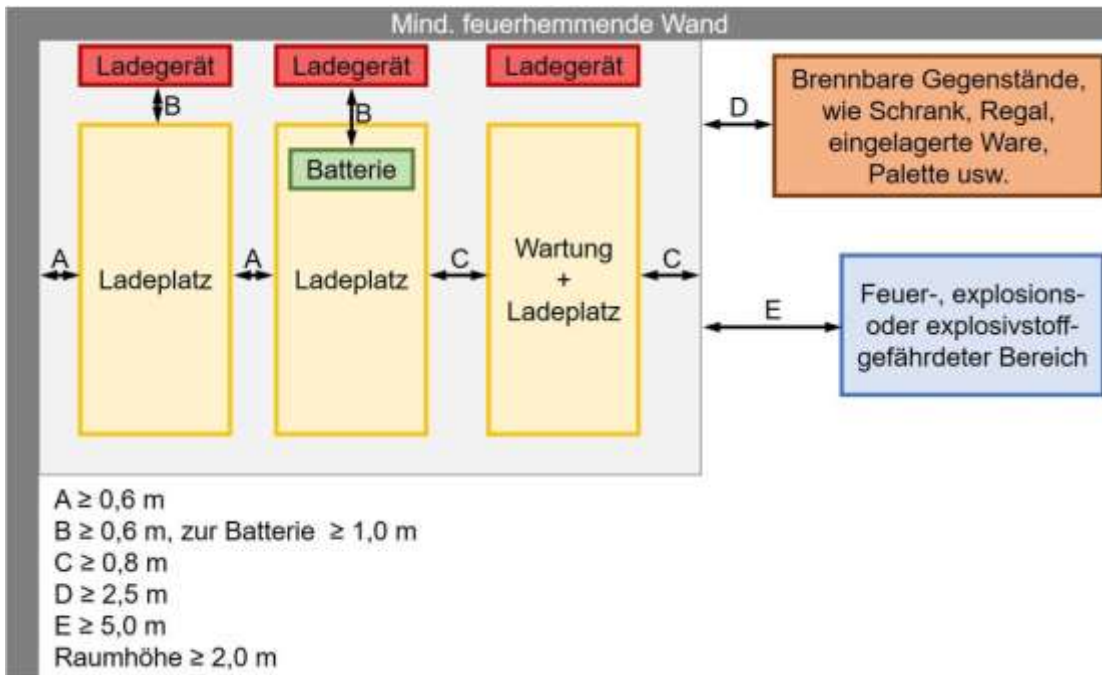 Mind. feuerhemmende Wand
Ladegerät
Ladegerät
Ladegerät
B
B
Batterie
D
Brennbare Gegenstände,
wie Schrank, Regal,
eingelagerte Ware,
Palette usw.
A
Ladeplatz
A
Ladeplatz
C
Wartung
+
Ladeplatz
C
E
Feuer-, explosions-
oder explosivstoff-
gefährdeter Bereich
A ≥ 0,6 m
B ≥ 0,6 m, zur Batterie ≥ 1,0 m
C ≥ 0,8 m
D ≥ 2,5 m
E ≥ 5,0 m
Raumhöhe ≥ 2,0 m